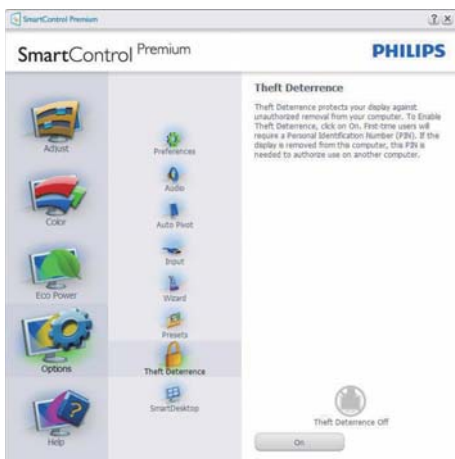 SmartControl Premium
SmartControl Premium
PHILIPS
Adjust
Color
Eco Power
Options
Help
Preferences
Audio
Auto Pivot
Input
Wizard
Presets
Theft Deterrence
SmartDesktop
Theft Deterrence
Theft Deterrence protects your display against
unauthorized removal from your computer. To Enable
Theft Deterrence, click on On. First-time users will
require a Personal Identification Number (PIN). If the
display is removed from this computer, this PIN is
needed to authorize use on another computer.
Theft Deterrence Off
On